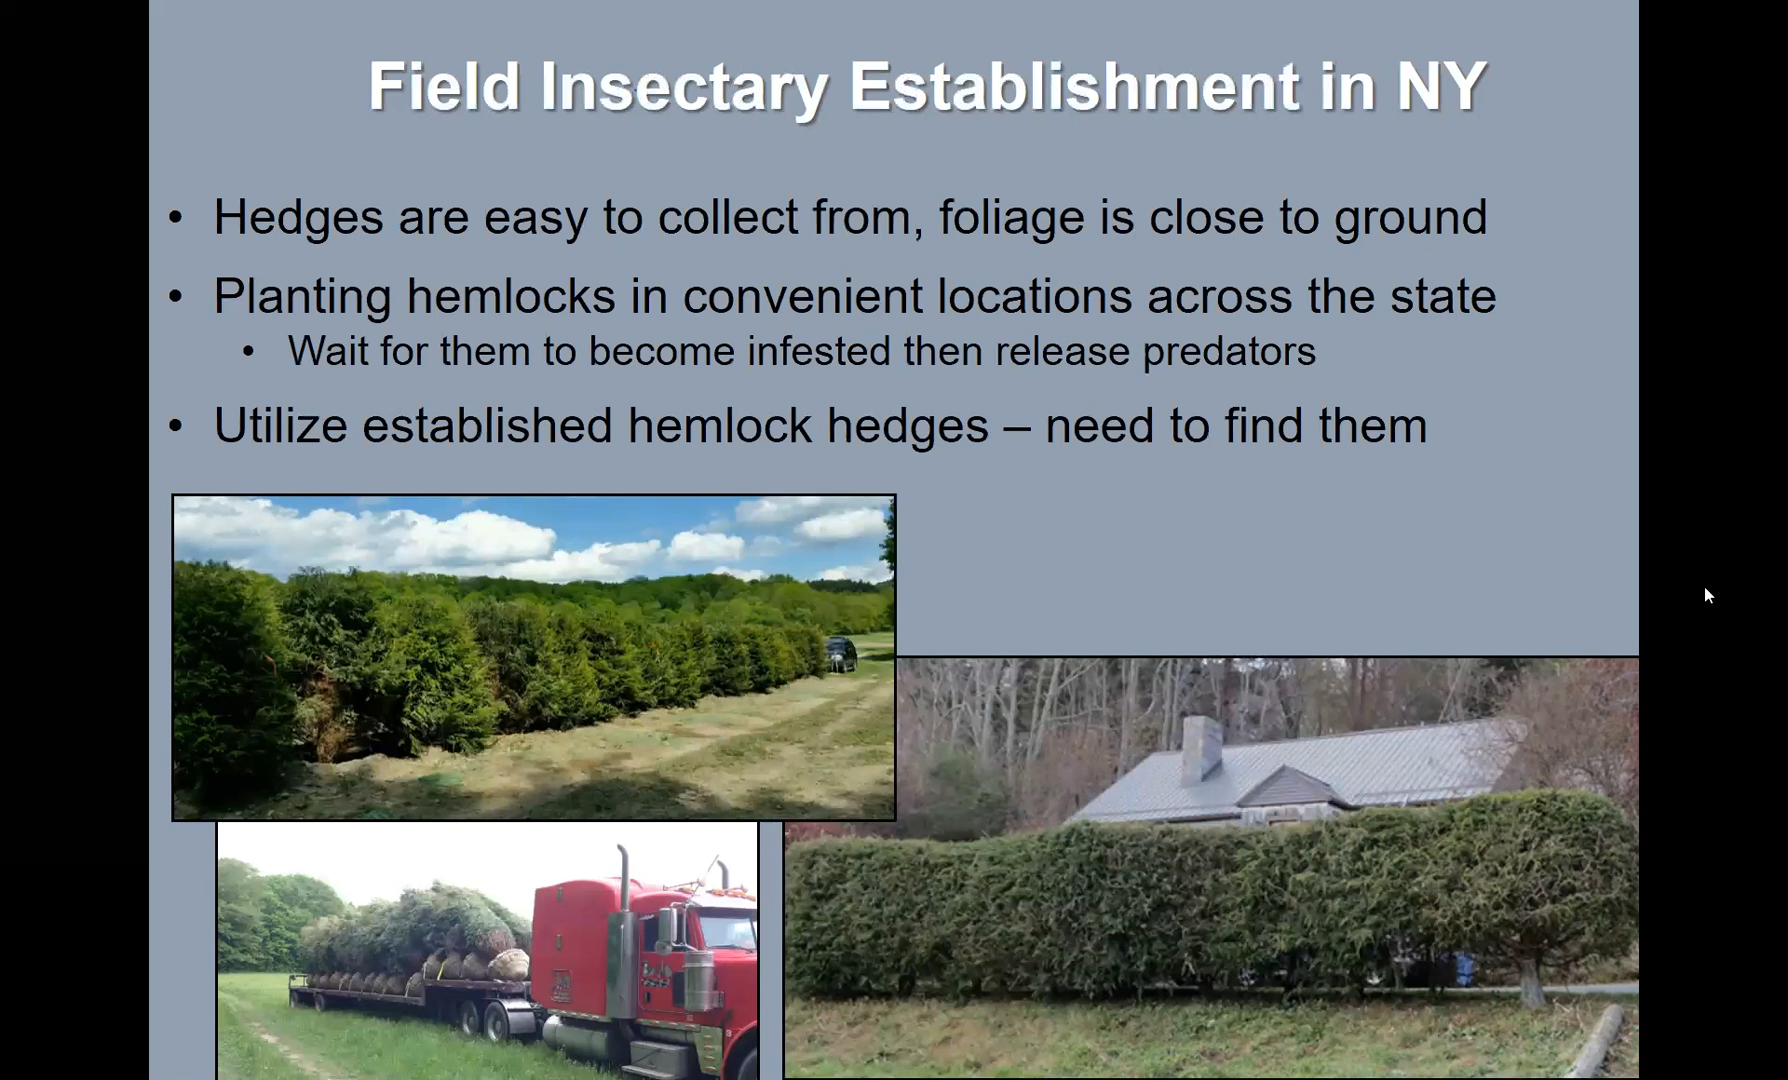 Field Insectary Establishment in NY
• Hedges are easy to collect from, foliage is close to ground
• Planting hemlocks in convenient locations across the state
• Wait for them to become infested then release predators
• Utilize established hemlock hedges – need to find them